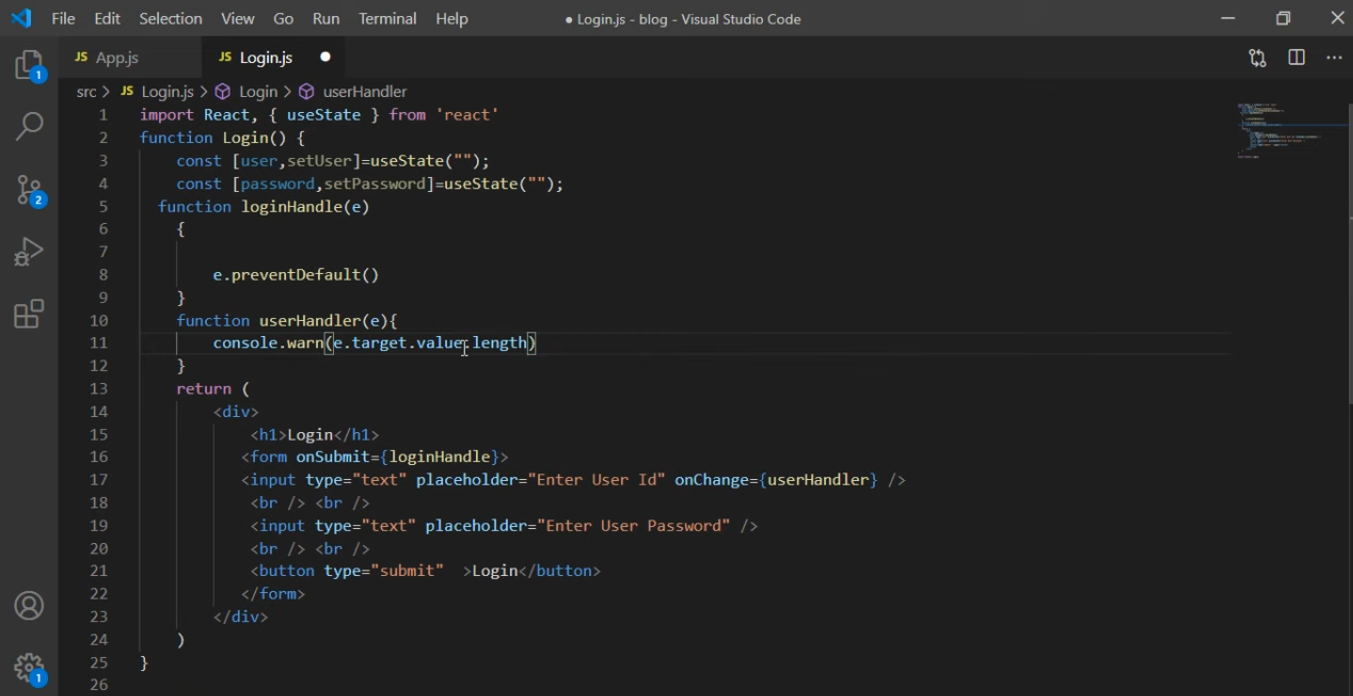 File Edit Selection View Go Run Terminal Help ● Login.js - blog - Visual Studio Code
JS App.js JS Login.js
src > JS Login.js > Login > userHandler
1 import React, { useState } from 'react'
2 function Login() {
3 const [user,setUser]=useState("");
4 const [password,setPassword]=useState("");
5 function loginHandle(e)
6 {
7
8 e.preventDefault()
9 }
10 function userHandler(e){
11 console.warn(e.target.value.length)
12 }
13 return (
14 <div>
15 <h1>Login</h1>
16 <form onSubmit={loginHandle}>
17 <input type="text" placeholder="Enter User Id" onChange={userHandler} />
18 <br /> <br />
19 <input type="text" placeholder="Enter User Password" />
20 <br /> <br />
21 <button type="submit" >Login</button>
22 </form>
23 </div>
24 )
25 }
26
1
2
1